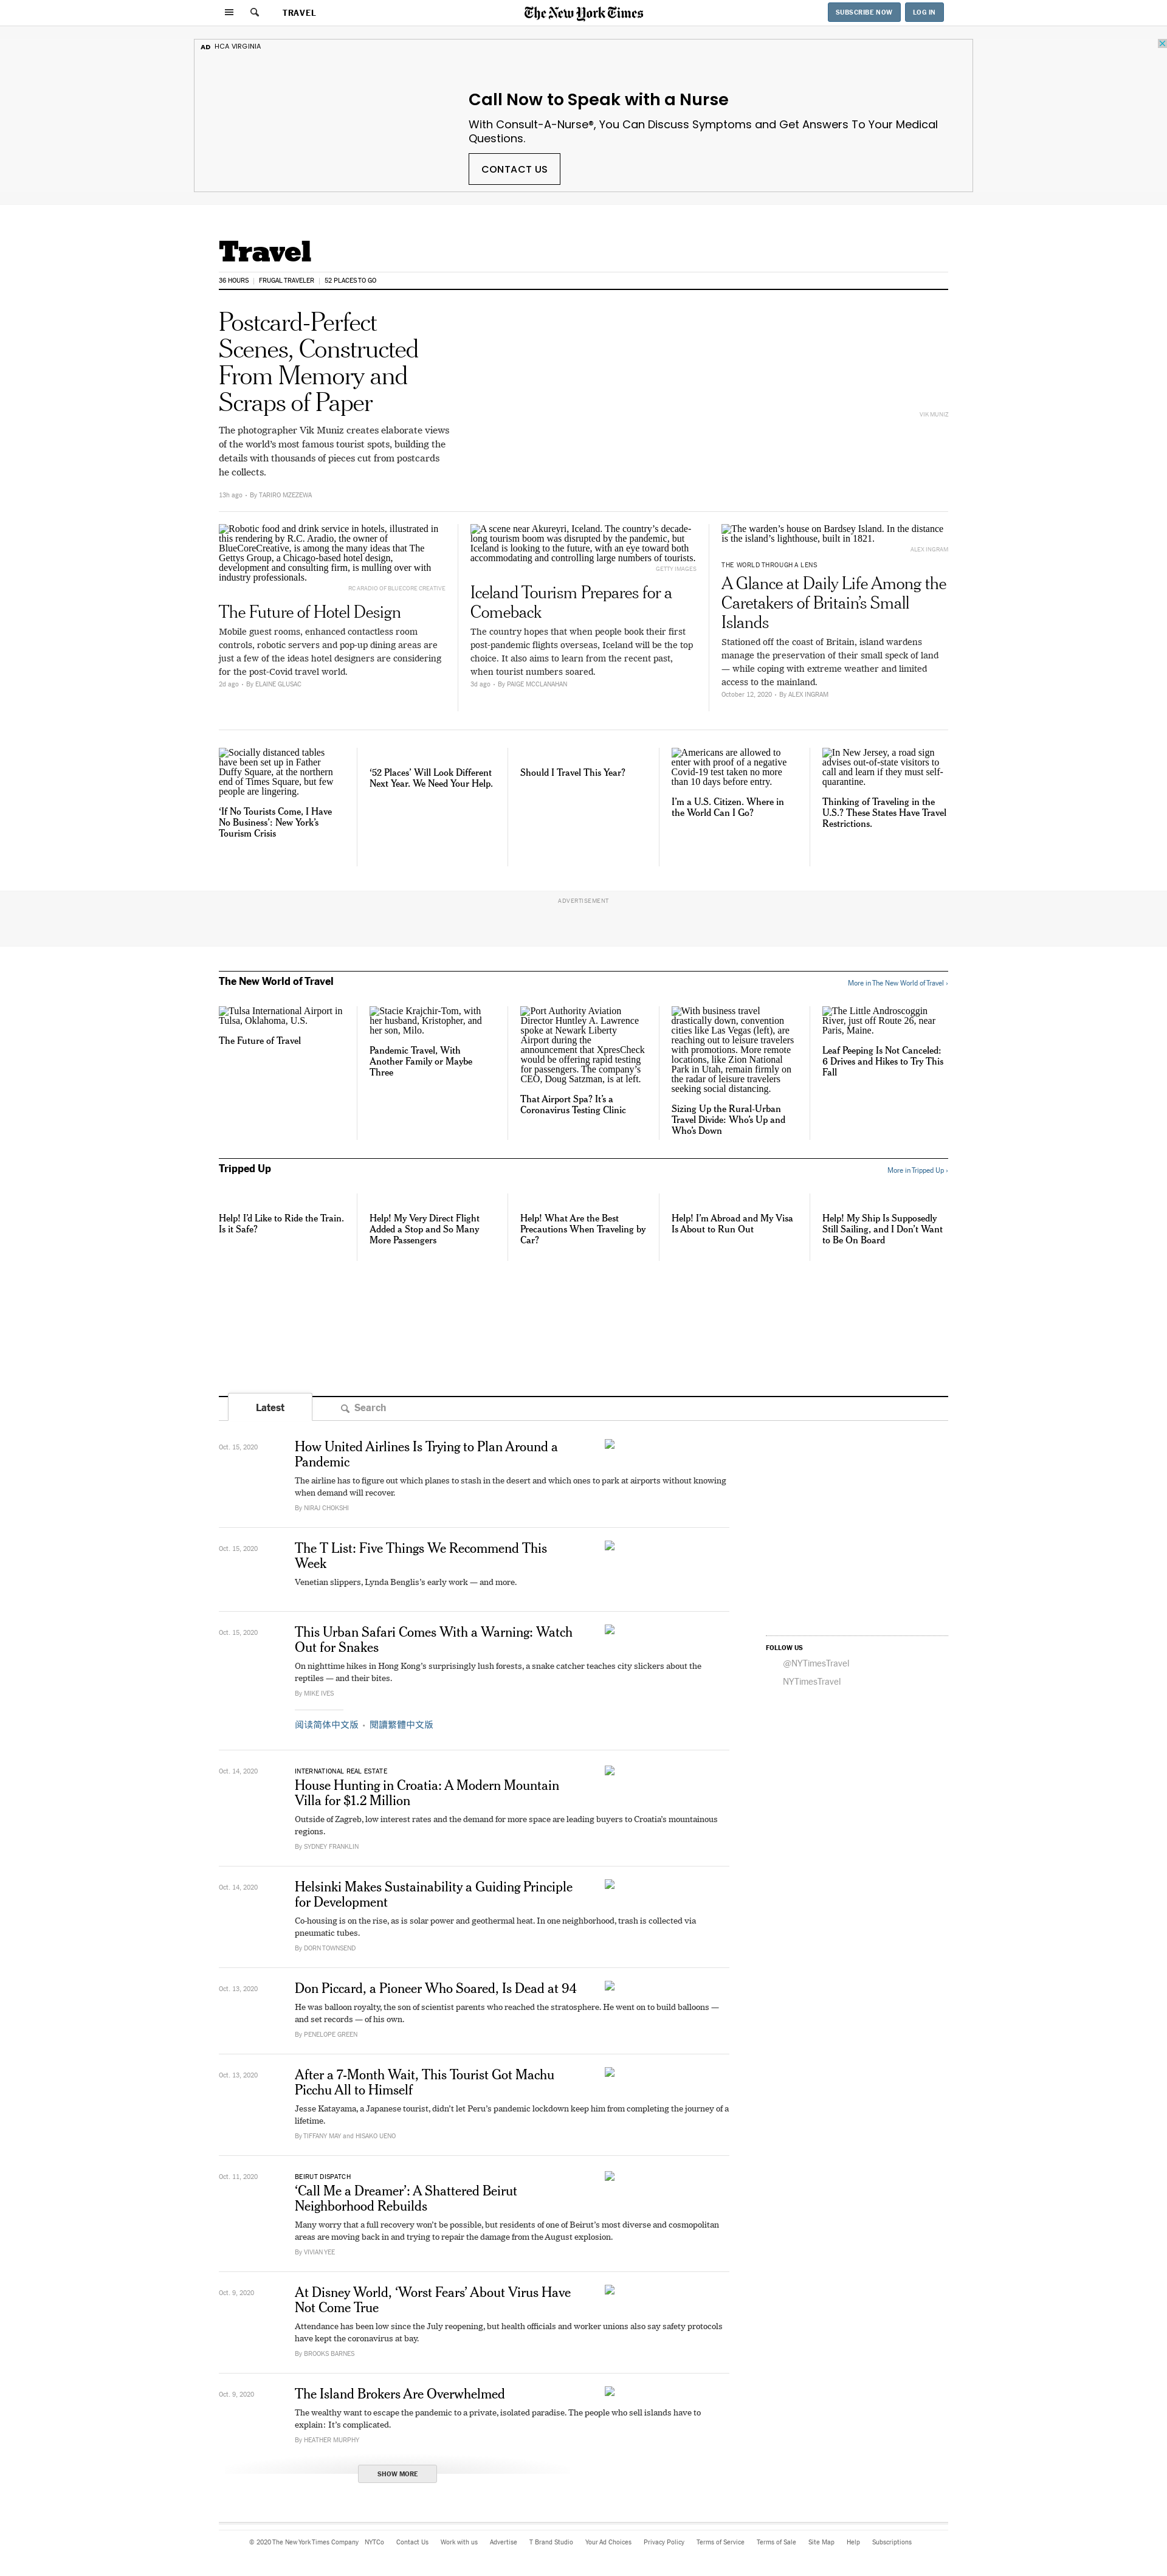 TRAVEL
The New York Times
SUBSCRIBE NOW
LOG IN
AD HCA VIRGINIA
Call Now to Speak with a Nurse
With Consult-A-Nurse®, You Can Discuss Symptoms and Get Answers To Your Medical
Questions.
CONTACT US
Travel
36 HOURS | FRUGAL TRAVELER | 52 PLACES TO GO
Postcard-Perfect
Scenes, Constructed
From Memory and
Scraps of Paper
The photographer Vik Muniz creates elaborate views
of the world's most famous tourist spots, building the
details with thousands of pieces cut from postcards
he collects.
13h ago • By TARIRO MZEZEWA
VIK MUNIZ
Robotic food and drink service in hotels, illustrated in
this rendering by R.C. Aradio, the owner of
BlueCoreCreative, is among the many ideas that The
Gettys Group, a Chicago-based hotel design,
development and consulting firm, is mulling over with
industry professionals.
RC ARADIO OF BLUECORE CREATIVE
The Future of Hotel Design
Mobile guest rooms, enhanced contactless room
controls, robotic servers and pop-up dining areas are
just a few of the ideas hotel designers are considering
for the post-Covid travel world.
2d ago • By ELAINE GLUSAC
A scene near Akureyri, Iceland. The country's decade-
long tourism boom was disrupted by the pandemic, but
Iceland is looking to the future, with an eye toward both
accomodating and controlling large numbers of tourists.
GETTY IMAGES
Iceland Tourism Prepares for a
Comeback
The country hopes that when people book their first
post-pandemic flights overseas, Iceland will be the top
choice. It also aims to learn from the recent past,
when tourist numbers soared.
3d ago • By PAIGE MCCLANAHAN
The warden's house on Bardsey Island. In the distance
is the island's lighthouse, built in 1821.
ALEX INGRAM
THE WORLD THROUGH A LENS
A Glance at Daily Life Among the
Caretakers of Britain's Small
Islands
Stationed off the coast of Britain, island wardens
manage the preservation of their small speck of land
— while coping with extreme weather and limited
access to the mainland.
October 12, 2020 • By ALEX INGRAM
Socially distanced tables
have been set up in Father
Duffy Square, at the northern
end of Times Square, but few
people are lingering.
'If No Tourists Come, I Have
No Business': New York's
Tourism Crisis
'52 Places' Will Look Different
Next Year. We Need Your Help.
Should I Travel This Year?
Americans are allowed to
enter with proof of a negative
Covid-19 test taken no more
than 10 days before entry.
I'm a U.S. Citizen. Where in
the World Can I Go?
In New Jersey, a road sign
advises out-of-state visitors to
call and learn if they must self-
quarantine.
Thinking of Traveling in the
U.S.? These States Have Travel
Restrictions.
ADVERTISEMENT
The New World of Travel
More in The New World of Travel ›
Tulsa International Airport in
Tulsa, Oklahoma, U.S.
The Future of Travel
Stacie Krajchir-Tom, with
her husband, Kristopher, and
her son, Milo.
Pandemic Travel, With
Another Family or Maybe
Three
Port Authority Aviation
Director Huntley A. Lawrence
spoke at Newark Liberty
Airport during the
announcement that XpresCheck
would be offering rapid testing
for passengers. The company's
CEO, Doug Satzman, is at left.
That Airport Spa? It's a
Coronavirus Testing Clinic
With business travel
drastically down, convention
cities like Las Vegas (left), are
reaching out to leisure travelers
with promotions. More remote
locations, like Zion National
Park in Utah, remain firmly on
the radar of leisure travelers
seeking social distancing.
Sizing Up the Rural-Urban
Travel Divide: Who's Up and
Who's Down
The Little Androscoggin
River, just off Route 26, near
Paris, Maine.
Leaf Peeping Is Not Canceled:
6 Drives and Hikes to Try This
Fall
Tripped Up
More in Tripped Up ›
Help! I'd Like to Ride the Train.
Is it Safe?
Help! My Very Direct Flight
Added a Stop and So Many
More Passengers
Help! What Are the Best
Precautions When Traveling by
Car?
Help! I'm Abroad and My Visa
Is About to Run Out
Help! My Ship Is Supposedly
Still Sailing, and I Don't Want
to Be On Board
Latest
Search
Oct. 15, 2020
How United Airlines Is Trying to Plan Around a
Pandemic
The airline has to figure out which planes to stash in the desert and which ones to park at airports without knowing
when demand will recover.
By NIRAJ CHOKSHI
Oct. 15, 2020
The T List: Five Things We Recommend This
Week
Venetian slippers, Lynda Benglis's early work — and more.
Oct. 15, 2020
This Urban Safari Comes With a Warning: Watch
Out for Snakes
On nighttime hikes in Hong Kong's surprisingly lush forests, a snake catcher teaches city slickers about the
reptiles — and their bites.
By MIKE IVES
阅读简体中文版 • 閱讀繁體中文版
FOLLOW US
@NYTimesTravel
NYTimesTravel
Oct. 14, 2020
INTERNATIONAL REAL ESTATE
House Hunting in Croatia: A Modern Mountain
Villa for $1.2 Million
Outside of Zagreb, low interest rates and the demand for more space are leading buyers to Croatia's mountainous
regions.
By SYDNEY FRANKLIN
Oct. 14, 2020
Helsinki Makes Sustainability a Guiding Principle
for Development
Co-housing is on the rise, as is solar power and geothermal heat. In one neighborhood, trash is collected via
pneumatic tubes.
By DORN TOWNSEND
Oct. 13, 2020
Don Piccard, a Pioneer Who Soared, Is Dead at 94
He was balloon royalty, the son of scientist parents who reached the stratosphere. He went on to build balloons —
and set records — of his own.
By PENELOPE GREEN
Oct. 13, 2020
After a 7-Month Wait, This Tourist Got Machu
Picchu All to Himself
Jesse Katayama, a Japanese tourist, didn't let Peru's pandemic lockdown keep him from completing the journey of a
lifetime.
By TIFFANY MAY and HISAKO UENO
Oct. 11, 2020
BEIRUT DISPATCH
'Call Me a Dreamer': A Shattered Beirut
Neighborhood Rebuilds
Many worry that a full recovery won't be possible, but residents of one of Beirut's most diverse and cosmopolitan
areas are moving back in and trying to repair the damage from the August explosion.
By VIVIAN YEE
Oct. 9, 2020
At Disney World, 'Worst Fears' About Virus Have
Not Come True
Attendance has been low since the July reopening, but health officials and worker unions also say safety protocols
have kept the coronavirus at bay.
By BROOKS BARNES
Oct. 9, 2020
The Island Brokers Are Overwhelmed
The wealthy want to escape the pandemic to a private, isolated paradise. The people who sell islands have to
explain: It's complicated.
By HEATHER MURPHY
SHOW MORE
© 2020 The New York Times Company NYTCo Contact Us Work with us Advertise T Brand Studio Your Ad Choices Privacy Policy Terms of Service Terms of Sale Site Map Help Subscriptions